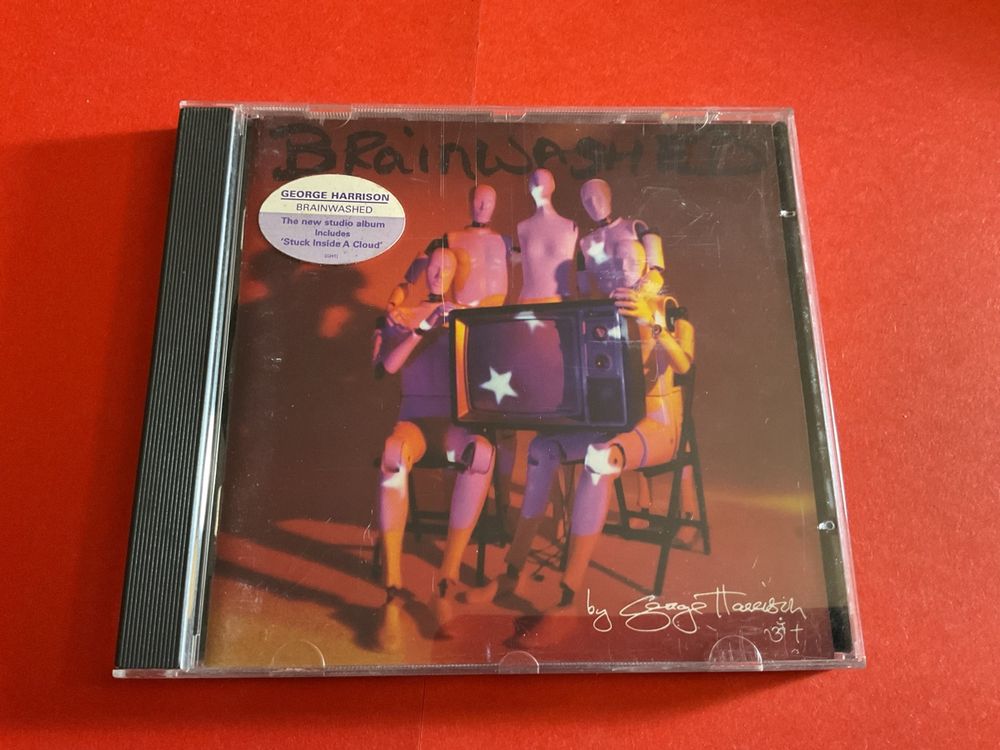 BRainWASHED
GEORGE HARRISON
BRAINWASHED
The new studio album
Includes
'Stuck Inside A Cloud'
by George Harrison
ॐ